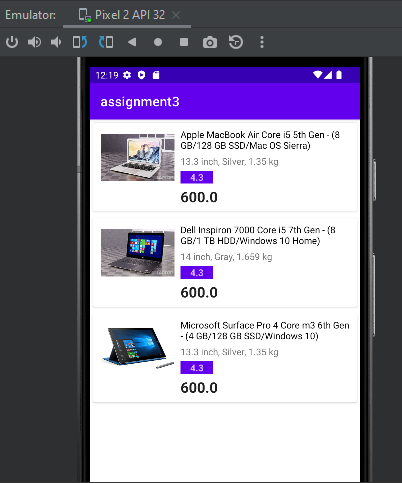 Emulator: Pixel 2 API 32
12:19
assignment3
Apple MacBook Air Core i5 5th Gen - (8
GB/128 GB SSD/Mac OS Sierra)
13.3 inch, Silver, 1.35 kg
4.3
600.0
Dell Inspiron 7000 Core i5 7th Gen - (8
GB/1 TB HDD/Windows 10 Home)
14 inch, Gray, 1.659 kg
4.3
600.0
Microsoft Surface Pro 4 Core m3 6th Gen
- (4 GB/128 GB SSD/Windows 10)
13.3 inch, Silver, 1.35 kg
4.3
600.0